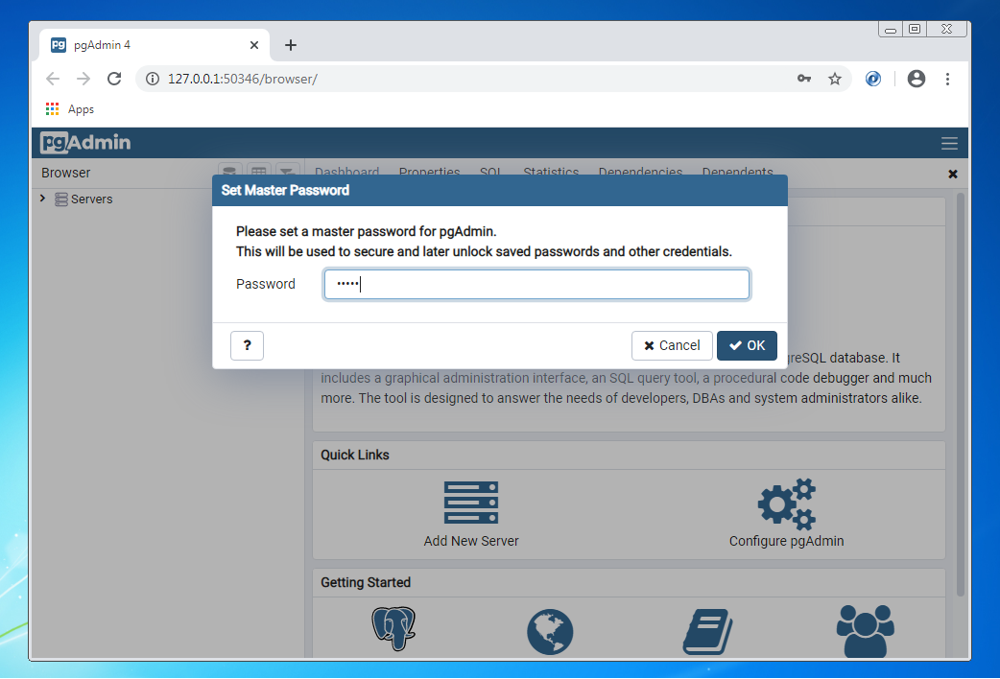 pgAdmin 4
127.0.0.1:50346/browser/
Apps
pgAdmin
Browser
Dashboard Properties SQL Statistics Dependencies Dependents
Servers
Set Master Password
Please set a master password for pgAdmin.
This will be used to secure and later unlock saved passwords and other credentials.
Password •••••
? Cancel OK
greSQL database. It
includes a graphical administration interface, an SQL query tool, a procedural code debugger and much
more. The tool is designed to answer the needs of developers, DBAs and system administrators alike.
Quick Links
Add New Server Configure pgAdmin
Getting Started